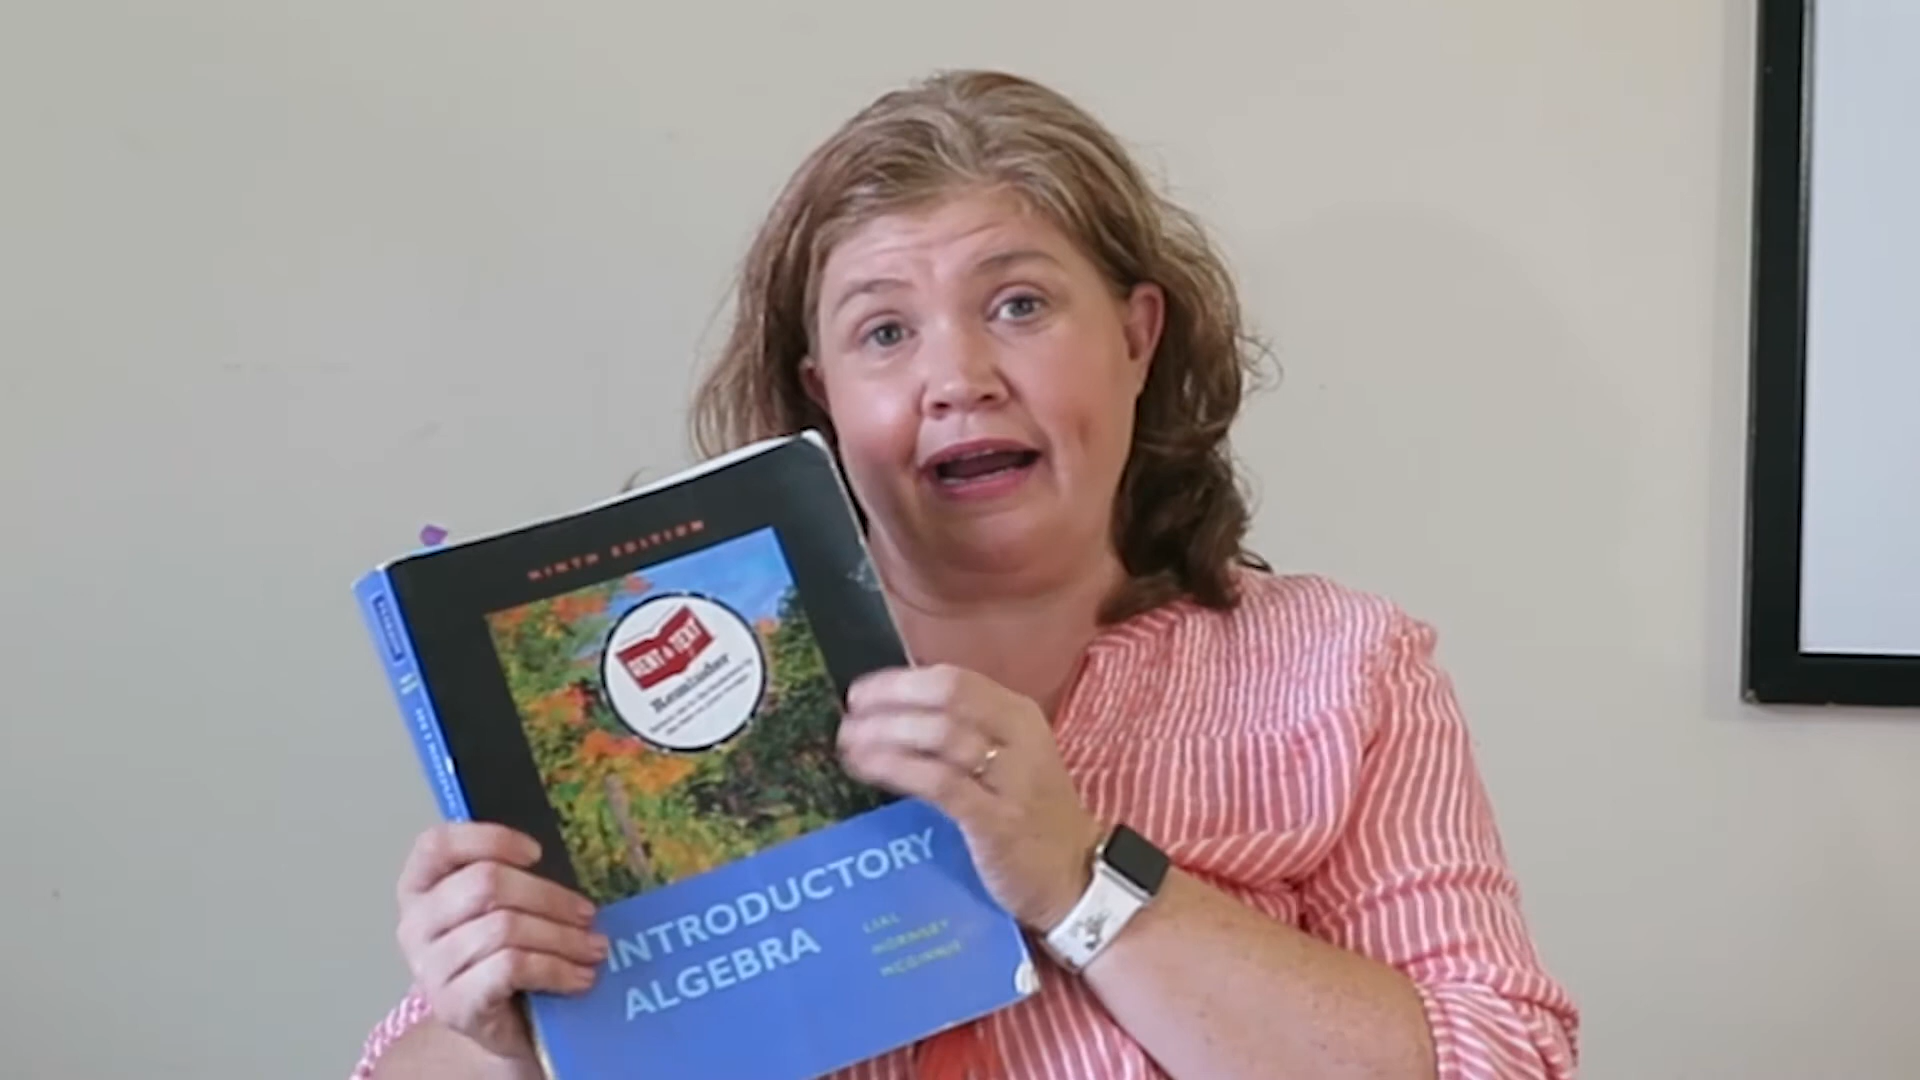 NINTH EDITION
RENT A TEXT
Reminder
INTRODUCTORY
ALGEBRA
LIAL
HORNSBY
MCGINNIS